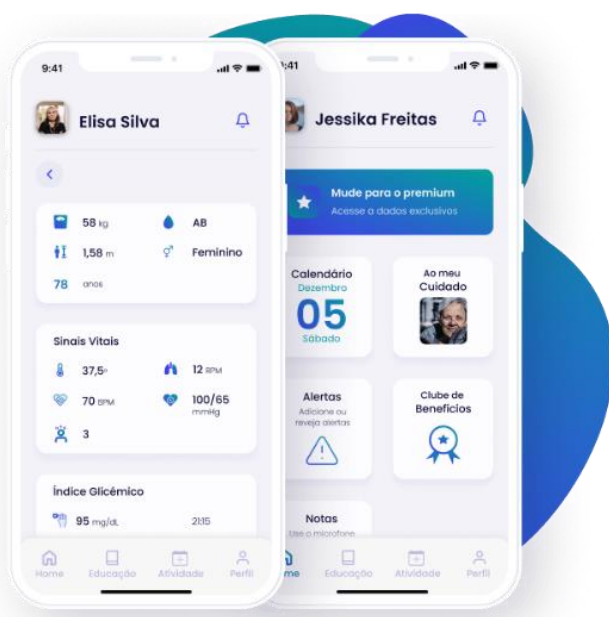 9:41
Elisa Silva
58 kg
AB
1,58 m
Feminino
78 anos
Sinais Vitais
37,5º
12 RPM
70 BPM
100/65
mmHg
3
Índice Glicémico
95 mg/dL
21:15
Home
Educação
Atividade
Perfil
:41
Jessika Freitas
Mude para o premium
Acesse a dados exclusivos
Calendário
Dezembro
05
Sábado
Ao meu
Cuidado
Alertas
Adicione ou
reveja alertas
Clube de
Benefícios
Notas
Use o microfone
me
Educação
Atividade
Perfil